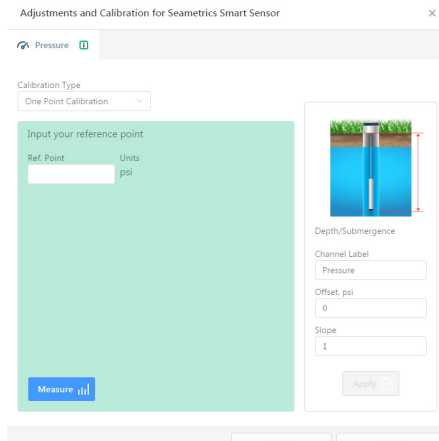 Adjustments and Calibration for Seametrics Smart Sensor
Pressure
Calibration Type
One Point Calibration
Input your reference point
Ref. Point Units
psi
Measure
Depth/Submergence
Channel Label
Pressure
Offset, psi
0
Slope
1
Apply